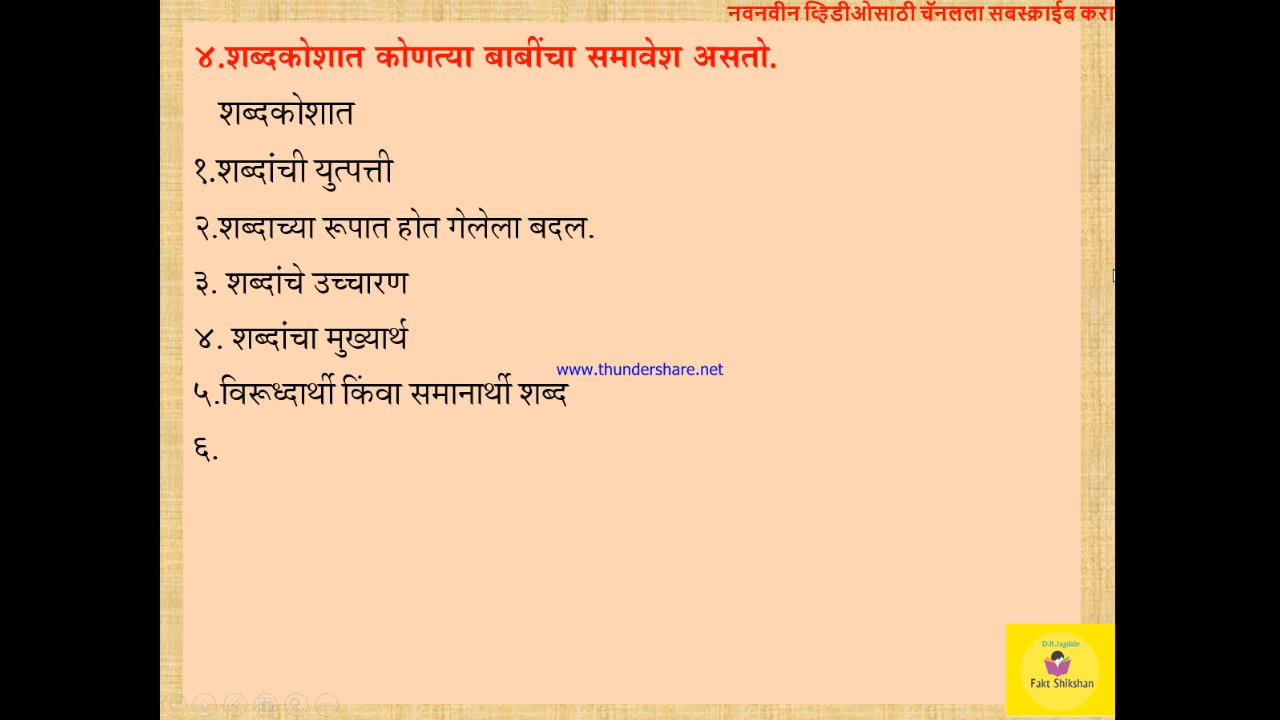 नवनवीन व्हिडीओसाठी चॅनलला सबस्क्राईब करा
४.शब्दकोशात कोणत्या बाबींचा समावेश असतो.
शब्दकोशात
१.शब्दांची युत्पत्ती
२.शब्दाच्या रूपात होत गेलेला बदल.
३. शब्दांचे उच्चारण
४. शब्दांचा मुख्यार्थ
www.thundershare.net
५.विरूध्दार्थी किंवा समानार्थी शब्द
६.
D.R.Jagdale
Fakt Shikshan